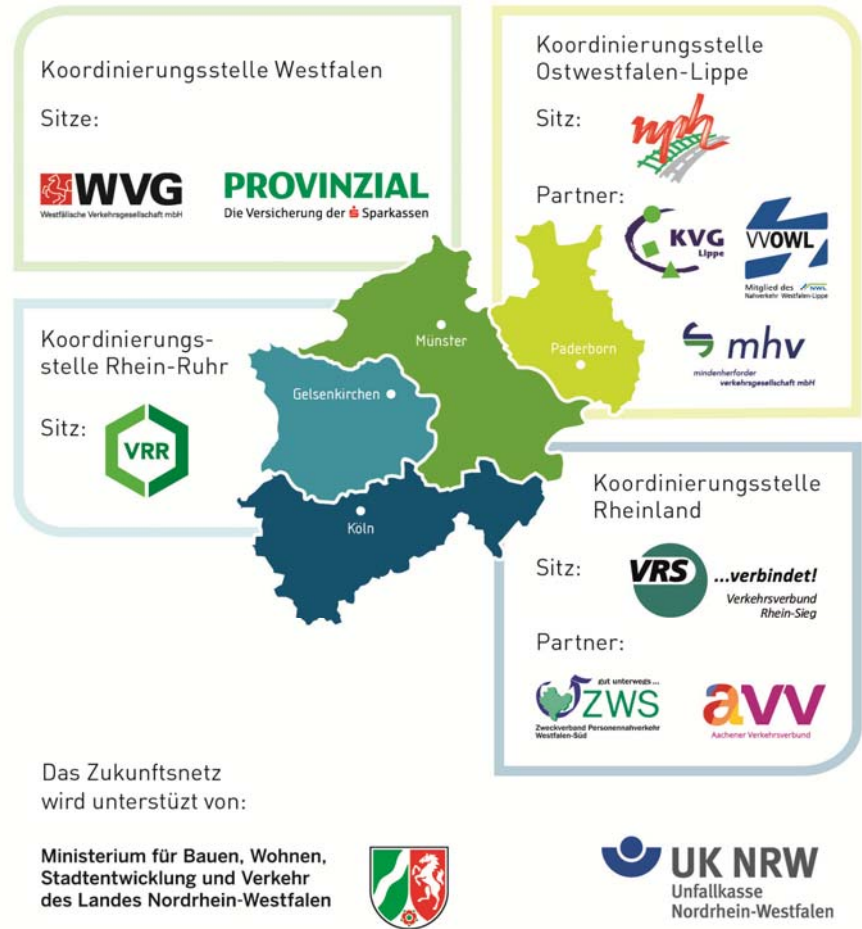 Koordinierungsstelle Westfalen
Sitze:
WVG
Westfälische Verkehrsgesellschaft mbH
PROVINZIAL
Die Versicherung der Sparkassen
Koordinierungsstelle
Ostwestfalen-Lippe
Sitz:
nph
Partner:
KVG
Lippe
VVOWL
Mitglied des NWL
Nahverkehr Westfalen-Lippe
mhv
mindenherforder
verkehrsgesellschaft mbH
Koordinierungs-
stelle Rhein-Ruhr
Sitz:
VRR
Münster
Paderborn
Gelsenkirchen
Köln
Koordinierungsstelle
Rheinland
Sitz:
VRS
...verbindet!
Verkehrsverbund
Rhein-Sieg
Partner:
gut unterwegs...
ZWS
Zweckverband Personennahverkehr
Westfalen-Süd
avv
Aachener Verkehrsverbund
Das Zukunftsnetz
wird unterstüzt von:
Ministerium für Bauen, Wohnen,
Stadtentwicklung und Verkehr
des Landes Nordrhein-Westfalen
UK NRW
Unfallkasse
Nordrhein-Westfalen